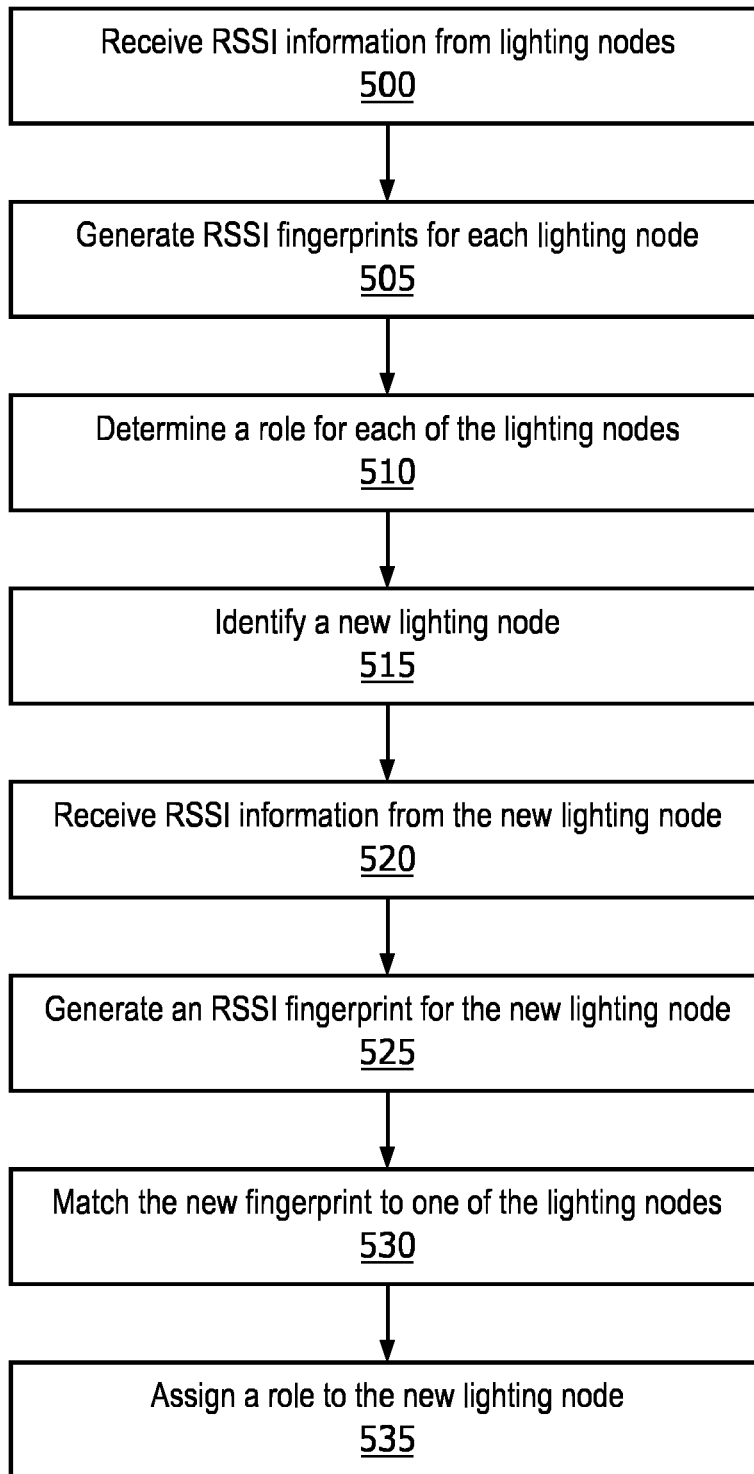 Receive RSSI information from lighting nodes
500
Generate RSSI fingerprints for each lighting node
505
Determine a role for each of the lighting nodes
510
Identify a new lighting node
515
Receive RSSI information from the new lighting node
520
Generate an RSSI fingerprint for the new lighting node
525
Match the new fingerprint to one of the lighting nodes
530
Assign a role to the new lighting node
535